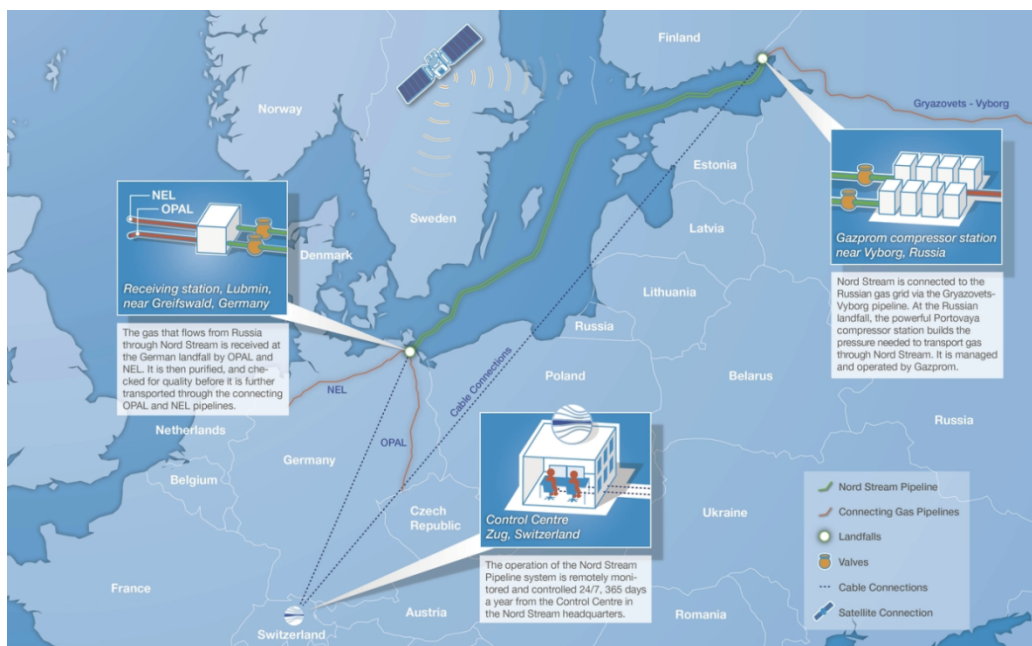 Finland
Norway
Gryazovets - Vyborg
Estonia
NEL
OPAL
Sweden
Latvia
Denmark
Gazprom compressor station
near Vyborg, Russia
Receiving station, Lubmin,
near Greifswald, Germany
Lithuania
Russia
Nord Stream is connected to the
Russian gas grid via the Gryazovets-
Vyborg pipeline. At the Russian
landfall, the powerful Portovaya
compressor station builds the
pressure needed to transport gas
through Nord Stream. It is managed
and operated by Gazprom.
The gas that flows from Russia
through Nord Stream is received at
the German landfall by OPAL and
NEL. It is then purified, and che-
cked for quality before it is further
transported through the connecting
OPAL and NEL pipelines.
Cable Connections
Poland
Belarus
NEL
Netherlands
OPAL
Russia
Germany
Belgium
Czech
Republic
Control Centre
Zug, Switzerland
Ukraine
The operation of the Nord Stream
Pipeline system is remotely moni-
tored and controlled 24/7, 365 days
a year from the Control Centre in
the Nord Stream headquarters.
France
Austria
Romania
Switzerland
Nord Stream Pipeline
Connecting Gas Pipelines
Landfalls
Valves
Cable Connections
Satellite Connection